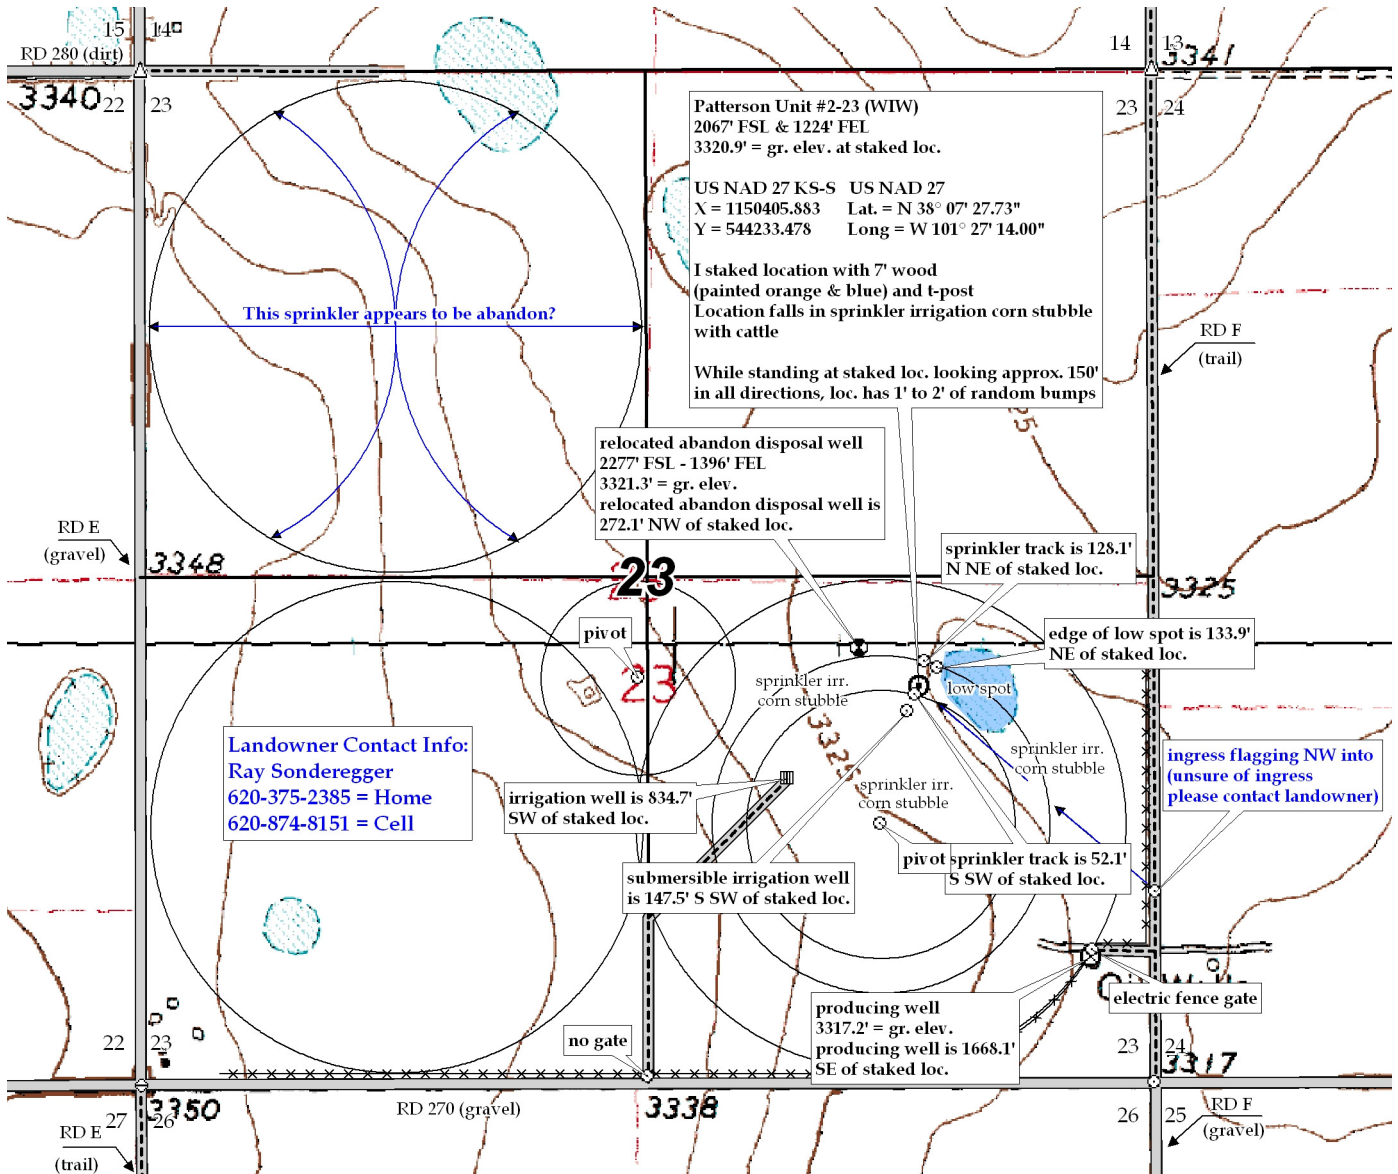 15
14
RD 280 (dirt)
14
13
3341
3340
22
23
23
24
Patterson Unit #2-23 (WIW)
2067' FSL & 1224' FEL
3320.9' = gr. elev. at staked loc.
US NAD 27 KS-S US NAD 27
X = 1150405.883 Lat. = N 38° 07' 27.73"
Y = 544233.478 Long = W 101° 27' 14.00"
I staked location with 7' wood
(painted orange & blue) and t-post
Location falls in sprinkler irrigation corn stubble
with cattle
While standing at staked loc. looking approx. 150'
in all directions, loc. has 1' to 2' of random bumps
This sprinkler appears to be abandon?
RD F
(trail)
relocated abandon disposal well
2277' FSL - 1396' FEL
3321.3' = gr. elev.
relocated abandon disposal well is
272.1' NW of staked loc.
RD E
(gravel)
3348
23
sprinkler track is 128.1'
N NE of staked loc.
3325
pivot
edge of low spot is 133.9'
NE of staked loc.
23
sprinkler irr.
corn stubble
low spot
3325
sprinkler irr.
corn stubble
Landowner Contact Info:
Ray Sonderegger
620-375-2385 = Home
620-874-8151 = Cell
ingress flagging NW into
(unsure of ingress
please contact landowner)
irrigation well is 834.7'
SW of staked loc.
sprinkler irr.
corn stubble
pivot
sprinkler track is 52.1'
S SW of staked loc.
submersible irrigation well
is 147.5' S SW of staked loc.
electric fence gate
producing well
3317.2' = gr. elev.
producing well is 1668.1'
SE of staked loc.
no gate
22
23
23
24
3317
3350
RD 270 (gravel)
3338
27
26
26
25
RD E
(trail)
RD F
(gravel)